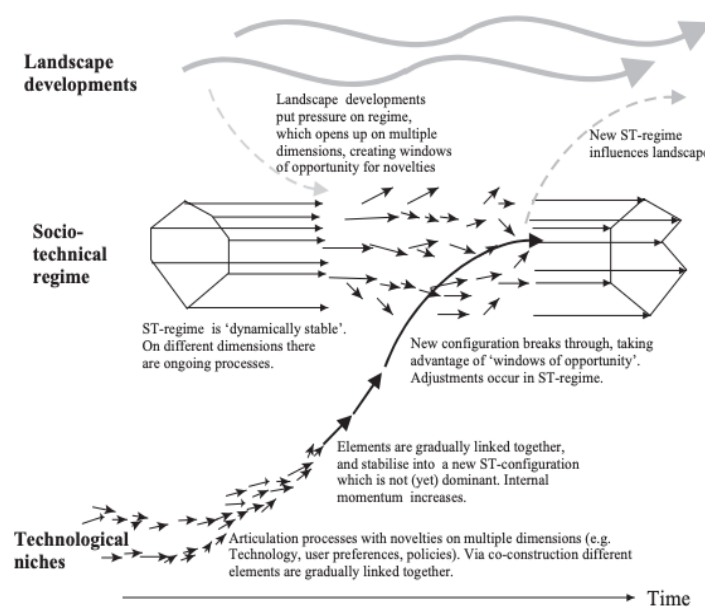 Landscape
developments
Landscape developments
put pressure on regime,
which opens up on multiple
dimensions, creating windows
of opportunity for novelties
New ST-regime
influences landscape
Socio-
technical
regime
ST-regime is ‘dynamically stable’.
On different dimensions there
are ongoing processes.
New configuration breaks through, taking
advantage of ‘windows of opportunity’.
Adjustments occur in ST-regime.
Elements are gradually linked together,
and stabilise into a new ST-configuration
which is not (yet) dominant. Internal
momentum increases.
Technological
niches
Articulation processes with novelties on multiple dimensions (e.g.
Technology, user preferences, policies). Via co-construction different
elements are gradually linked together.
Time